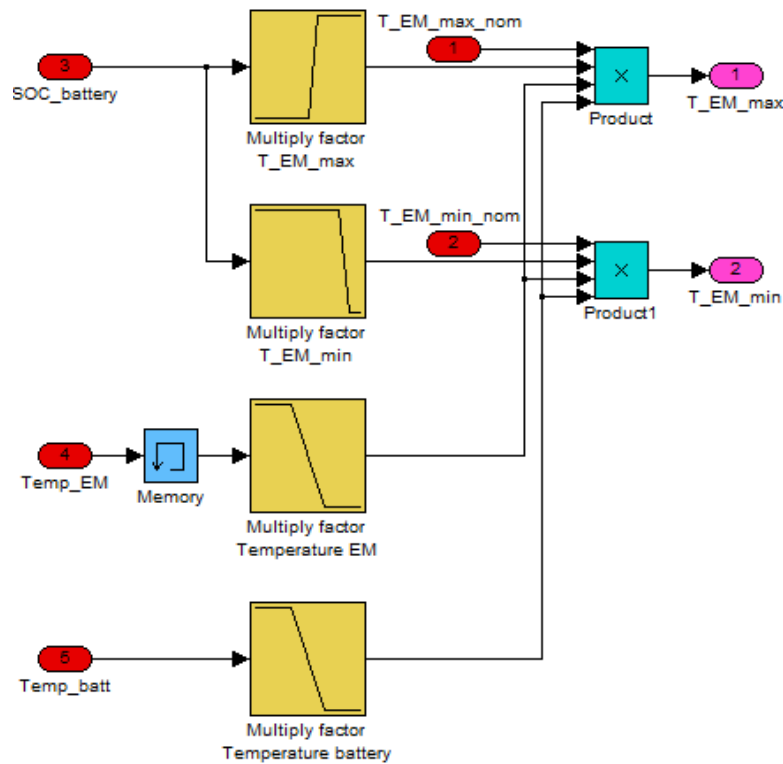 T_EM_max_nom
1
3
SOC_battery
×
1
T_EM_max
Product
Multiply factor
T_EM_max
T_EM_min_nom
2
×
2
T_EM_min
Product1
Multiply factor
T_EM_min
4
Temp_EM
Memory
Multiply factor
Temperature EM
5
Temp_batt
Multiply factor
Temperature battery